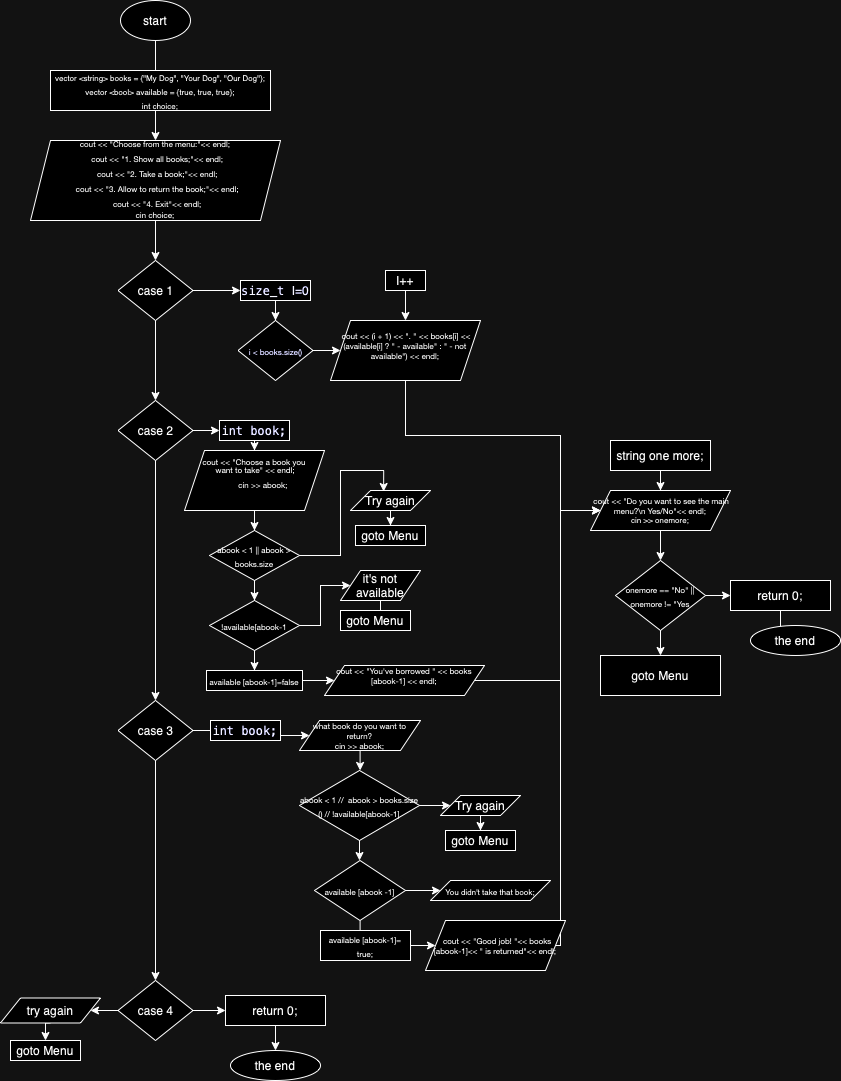 start
vector <string> books = {"My Dog", "Your Dog", "Our Dog"};
vector <bool> available = {true, true, true};
int choice;
cout << "Choose from the menu:"<< endl;
cout << "1. Show all books;"<< endl;
cout << "2. Take a book;"<< endl;
cout << "3. Allow to return the book;"<< endl;
cout << "4. Exit"<< endl;
cin choice;
case 1
size_t I=0
I++
i < books.size()
cout << (i + 1) << ". " << books[i] <<
(available[i] ? " - available" : " - not
available") << endl;
case 2
int book;
cout << "Choose a book you
want to take" << endl;
cin >> abook;
abook < 1 || abook >
books.size
Try again
goto Menu
!available[abook-1
it's not
available
goto Menu
available [abook-1]=false
cout << "You've borrowed " << books
[abook-1] << endl;
string one more;
cout << "Do you want to see the main
menu?\n Yes/No"<< endl;
cin >> onemore;
onemore == "No" ||
onemore != "Yes
return 0;
the end
goto Menu
case 3
int book;
what book do you want to
return?
cin >> abook;
abook < 1 // abook > books.size
() // !available[abook-1]
Try again
goto Menu
available [abook -1]
You didn't take that book;
available [abook-1]=
true;
cout << "Good job! "<< books
[abook-1]<< " is returned"<< endl;
case 4
try again
goto Menu
return 0;
the end